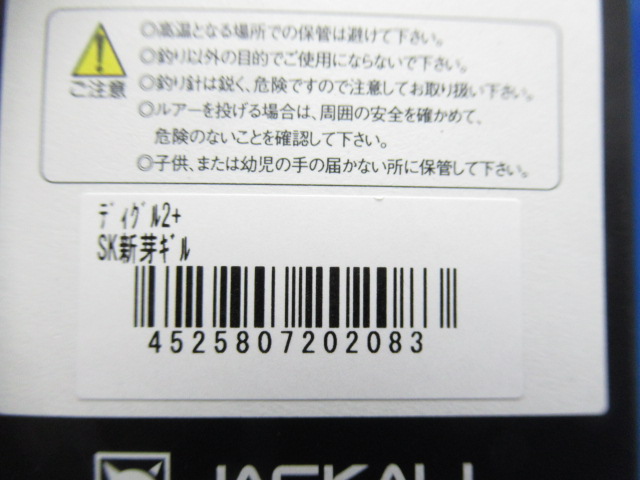 ◎高温となる場所での保管は避けて下さい。
◎釣り以外の目的でご使用にならないで下さい。
◎釣り針は鋭く、危険ですので注意してお取り扱い下さい。
◎ルアーを投げる場合は、周囲の安全を確かめて、
危険のないことを確認して下さい。
◎子供、または幼児の手の届かない所に保管して下さい。
ご注意
ﾃﾞｨｸﾞﾙ2+
SK新芽ｷﾞﾙ
4525807202083
JACKALL